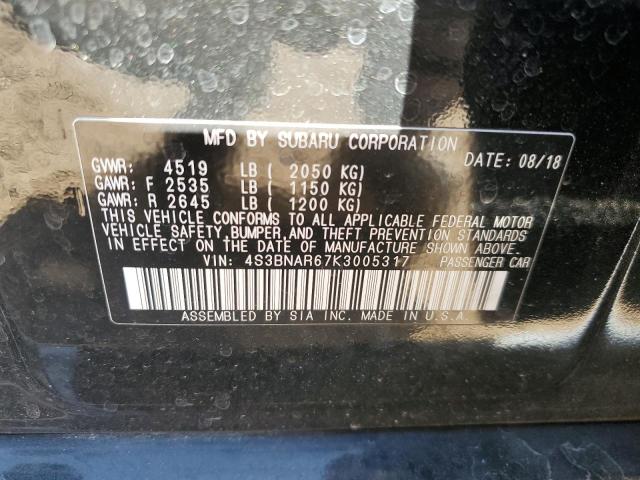 MFD BY SUBARU CORPORATION
GVWR: 4519 LB ( 2050 KG) DATE: 08/18
GAWR: F 2535 LB ( 1150 KG)
GAWR: R 2645 LB ( 1200 KG)
THIS VEHICLE CONFORMS TO ALL APPLICABLE FEDERAL MOTOR
VEHICLE SAFETY, BUMPER, AND THEFT PREVENTION STANDARDS
IN EFFECT ON THE DATE OF MANUFACTURE SHOWN ABOVE.
VIN: 4S3BNAR67K3005317 PASSENGER CAR
ASSEMBLED BY SIA INC. MADE IN U.S.A.